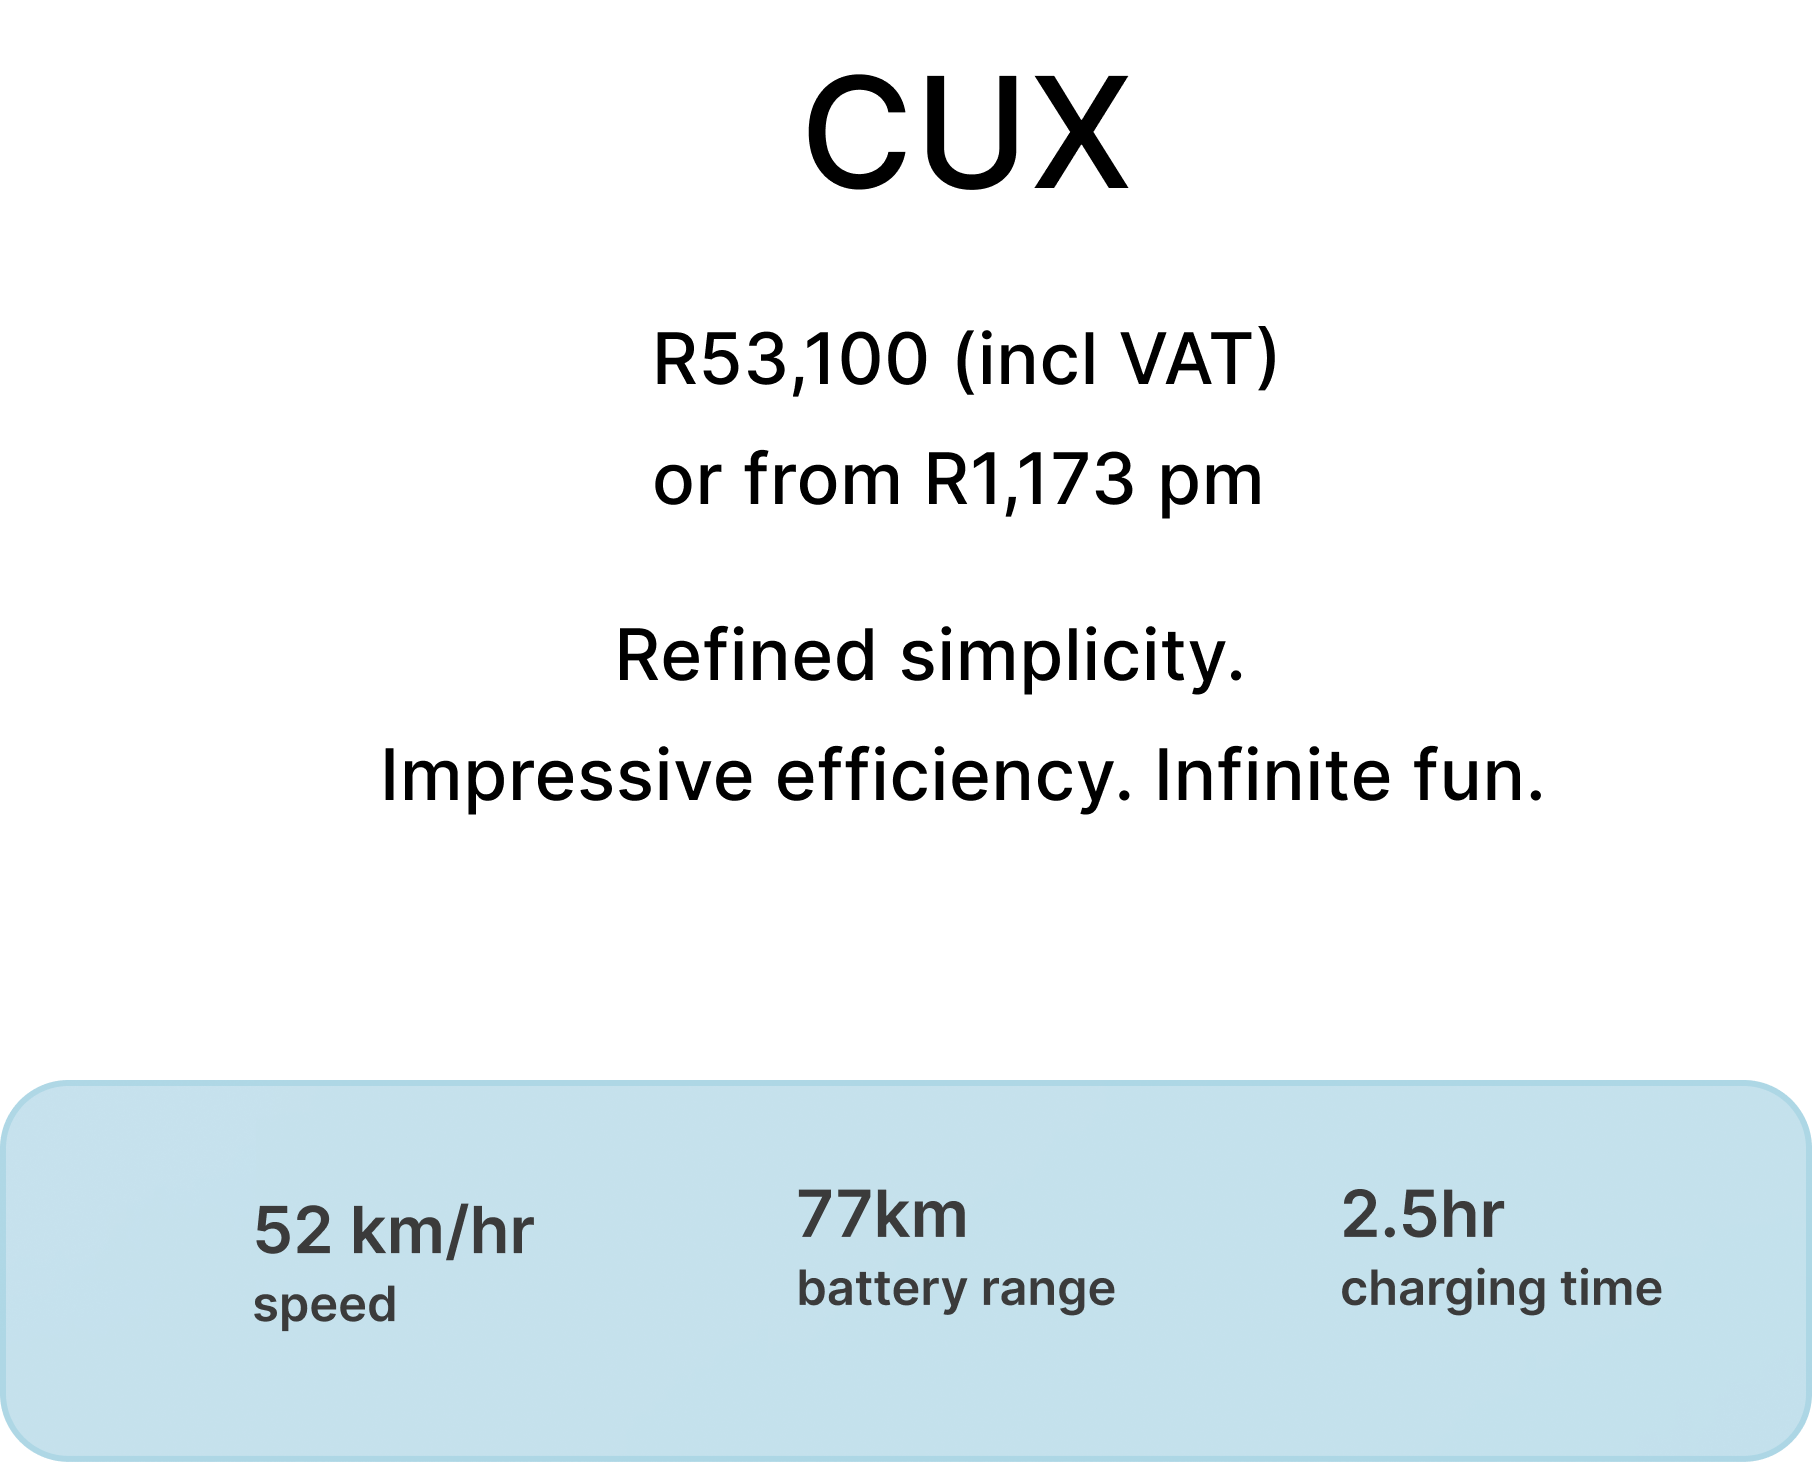 CUX
R53,100 (incl VAT)
or from R1,173 pm
Refined simplicity.
Impressive efficiency. Infinite fun.
52 km/hr
speed
77km
battery range
2.5hr
charging time